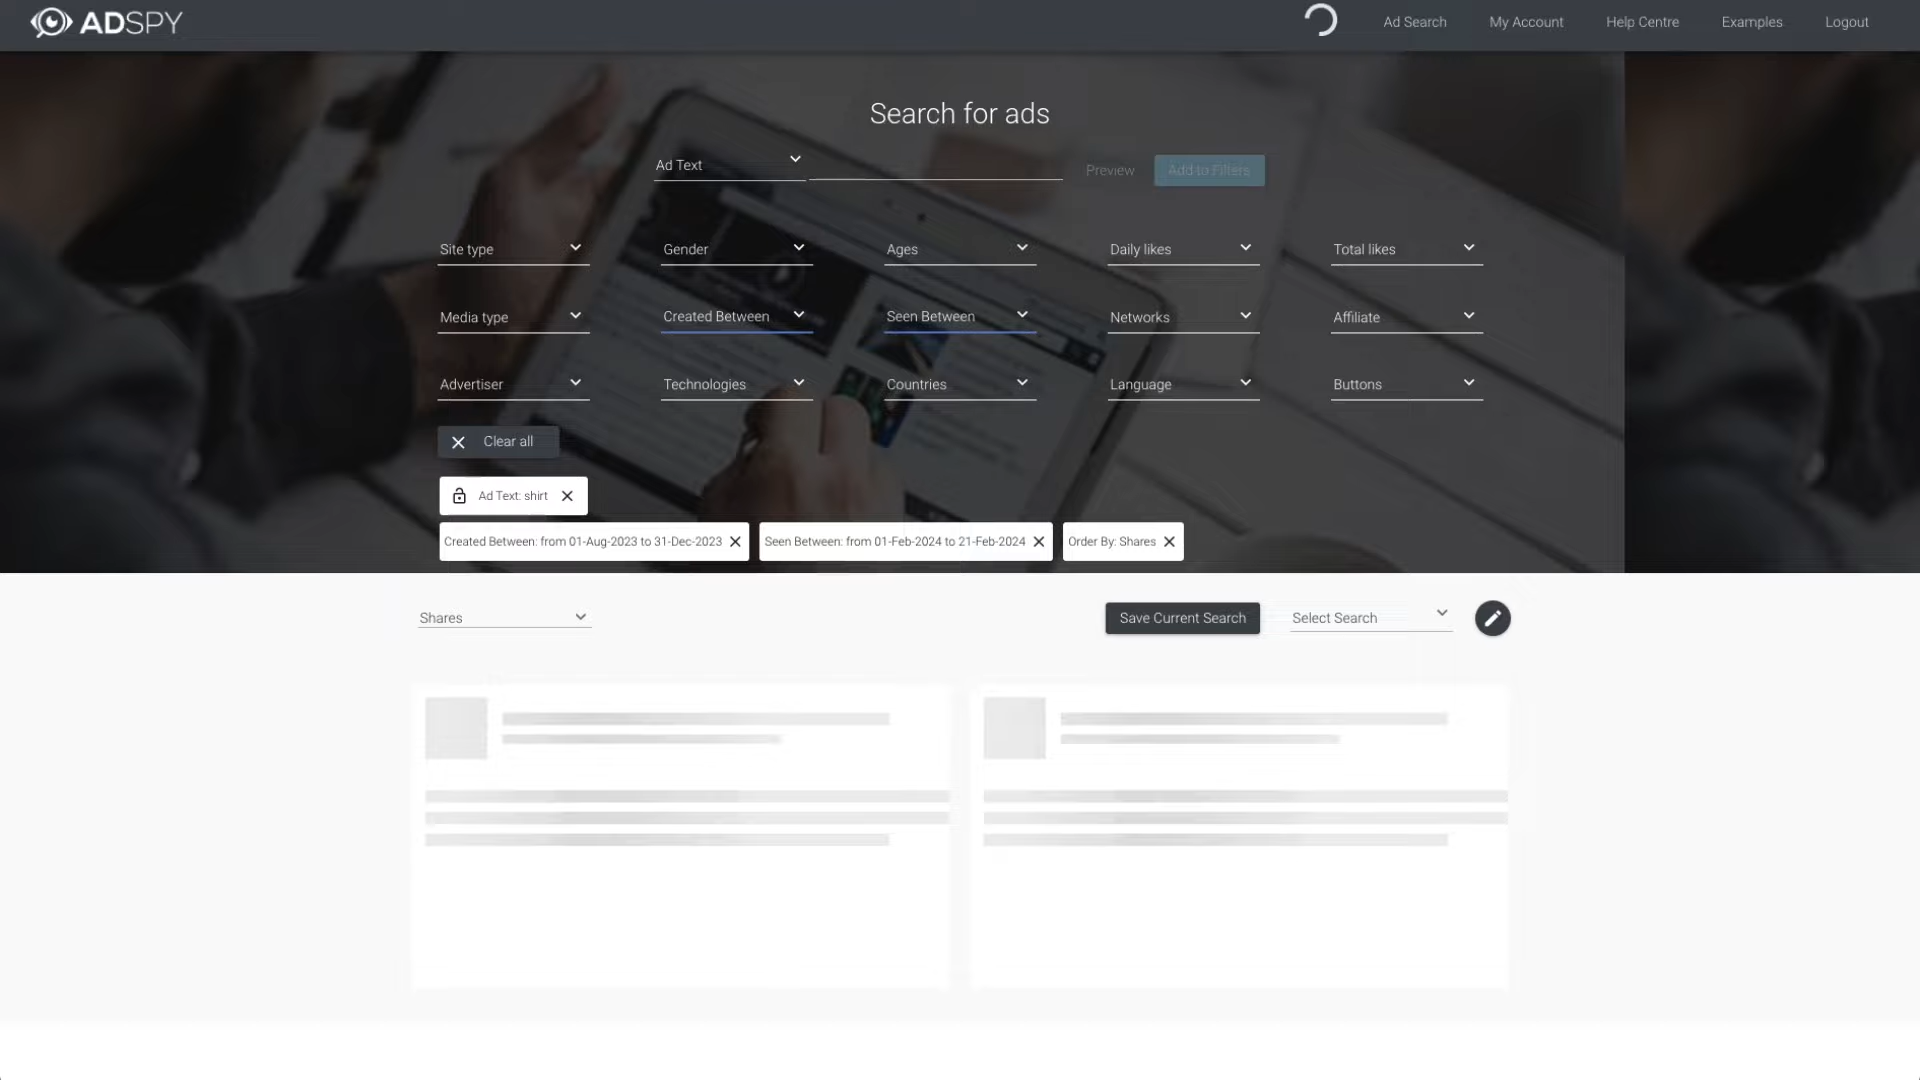 ADSPY
Ad Search
My Account
Help Centre
Examples
Logout
Search for ads
Ad Text
Preview
Add to Filters
Site type
Gender
Ages
Daily likes
Total likes
Media type
Created Between
Seen Between
Networks
Affiliate
Advertiser
Technologies
Countries
Language
Buttons
Clear all
Ad Text: shirt
Created Between: from 01-Aug-2023 to 31-Dec-2023
Seen Between: from 01-Feb-2024 to 21-Feb-2024
Order By: Shares
Shares
Save Current Search
Select Search